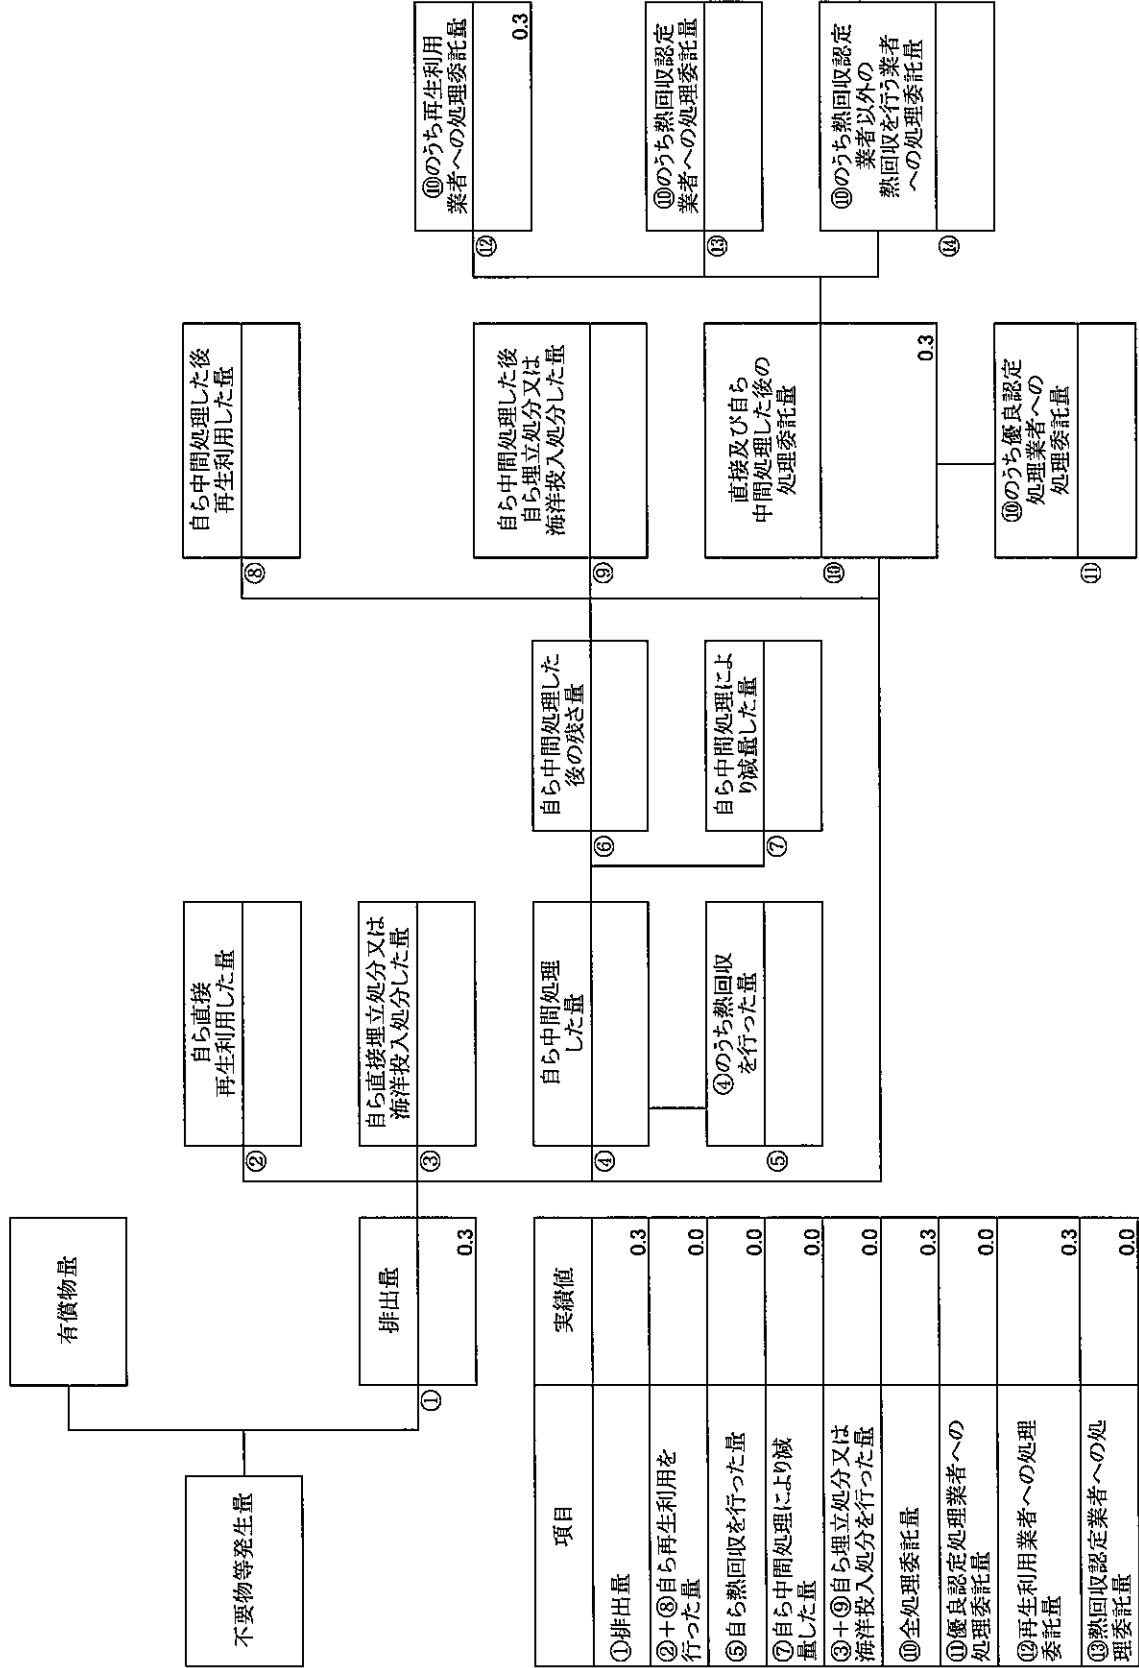 不要物等発生量
有償物量
①
排出量
0.3
②
自ら直接
再生利用した量
③
自ら直接埋立処分又は
海洋投入処分した量
④
自ら中間処理
した量
⑤
④のうち熱回収
を行った量
⑥
自ら中間処理した
後の残さ量
⑦
自ら中間処理によ
り減量した量
⑧
自ら中間処理した後
再生利用した量
⑨
自ら中間処理した後
自ら埋立処分又は
海洋投入処分した量
⑩
直接及び自ら
中間処理した後の
処理委託量
0.3
⑪
⑩のうち優良認定
処理業者への
処理委託量
⑫
⑩のうち再生利用
業者への処理委託量
0.3
⑬
⑩のうち熱回収認定
業者への処理委託量
⑭
⑩のうち熱回収認定
業者以外の
熱回収を行う業者
への処理委託量
項目
実績値
①排出量
0.3
②+⑧自ら再生利用を
行った量
0.0
⑤自ら熱回収を行った量
0.0
⑦自ら中間処理により減
量した量
0.0
③+⑨自ら埋立処分又は
海洋投入処分を行った量
0.0
⑩全処理委託量
0.3
⑪優良認定処理業者への
処理委託量
0.0
⑫再生利用業者への処理
委託量
0.3
⑬熱回収認定業者への処
理委託量
0.0